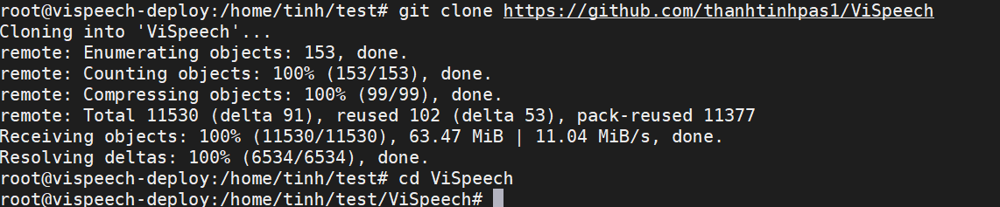 root@vispeech-deploy:/home/tinh/test# git clone https://github.com/thanhtinhpas1/ViSpeech
Cloning into 'ViSpeech'...
remote: Enumerating objects: 153, done.
remote: Counting objects: 100% (153/153), done.
remote: Compressing objects: 100% (99/99), done.
remote: Total 11530 (delta 91), reused 102 (delta 53), pack-reused 11377
Receiving objects: 100% (11530/11530), 63.47 MiB | 11.04 MiB/s, done.
Resolving deltas: 100% (6534/6534), done.
root@vispeech-deploy:/home/tinh/test# cd ViSpeech
root@vispeech-deploy:/home/tinh/test/ViSpeech#